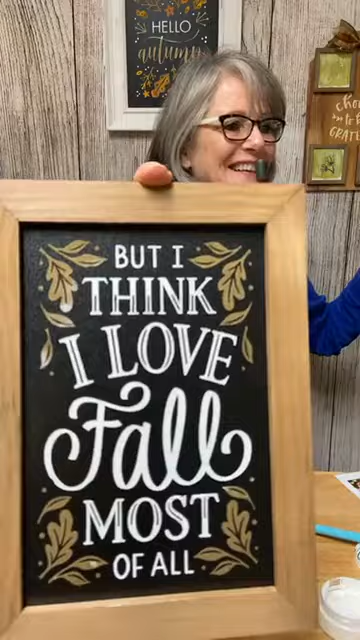 HELLO
autumn
BUT I
THINK
I LOVE
Fall
MOST
OF ALL